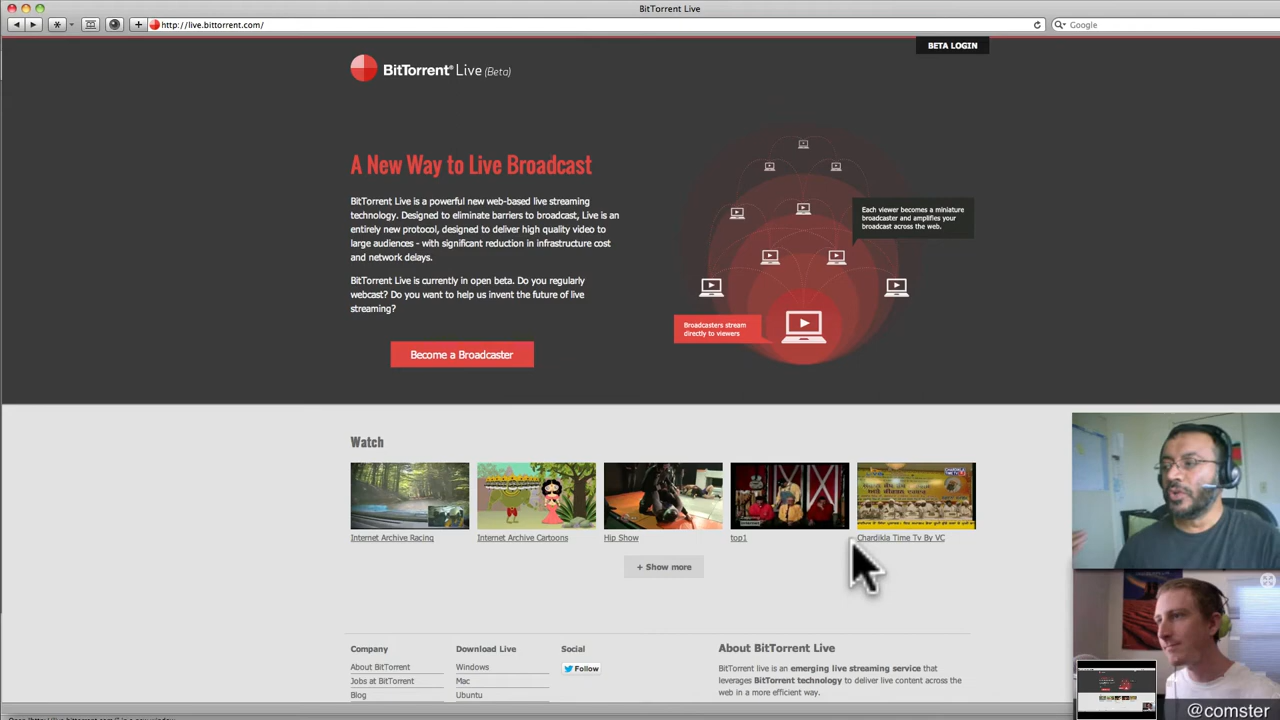 BitTorrent Live
http://live.bittorrent.com/
Google
BETA LOGIN
BitTorrent® Live (Beta)
A New Way to Live Broadcast
BitTorrent Live is a powerful new web-based live streaming
technology. Designed to eliminate barriers to broadcast, Live is an
entirely new protocol, designed to deliver high quality video to
large audiences - with significant reduction in infrastructure cost
and network delays.
BitTorrent Live is currently in open beta. Do you regularly
webcast? Do you want to help us invent the future of live
streaming?
Become a Broadcaster
Each viewer becomes a miniature
broadcaster and amplifies your
broadcast across the web.
Broadcasters stream
directly to viewers
Watch
Internet Archive Racing
Internet Archive Cartoons
Hip Show
top1
Chardikla Time Tv By VC
+ Show more
Company
About BitTorrent
Jobs at BitTorrent
Blog
Download Live
Windows
Mac
Ubuntu
Social
Follow
About BitTorrent Live
BitTorrent live is an emerging live streaming service that
leverages BitTorrent technology to deliver live content across the
web in a more efficient way.
@comster